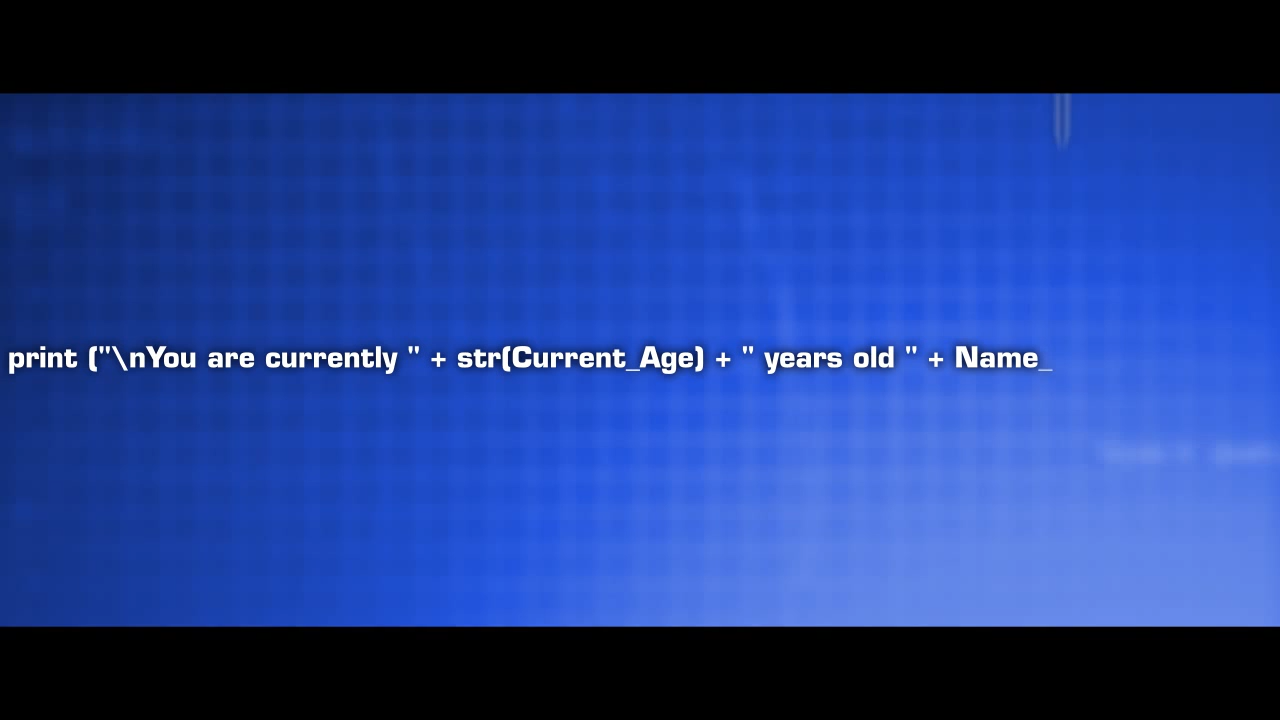 print ("\nYou are currently " + str(Current_Age) + " years old " + Name_